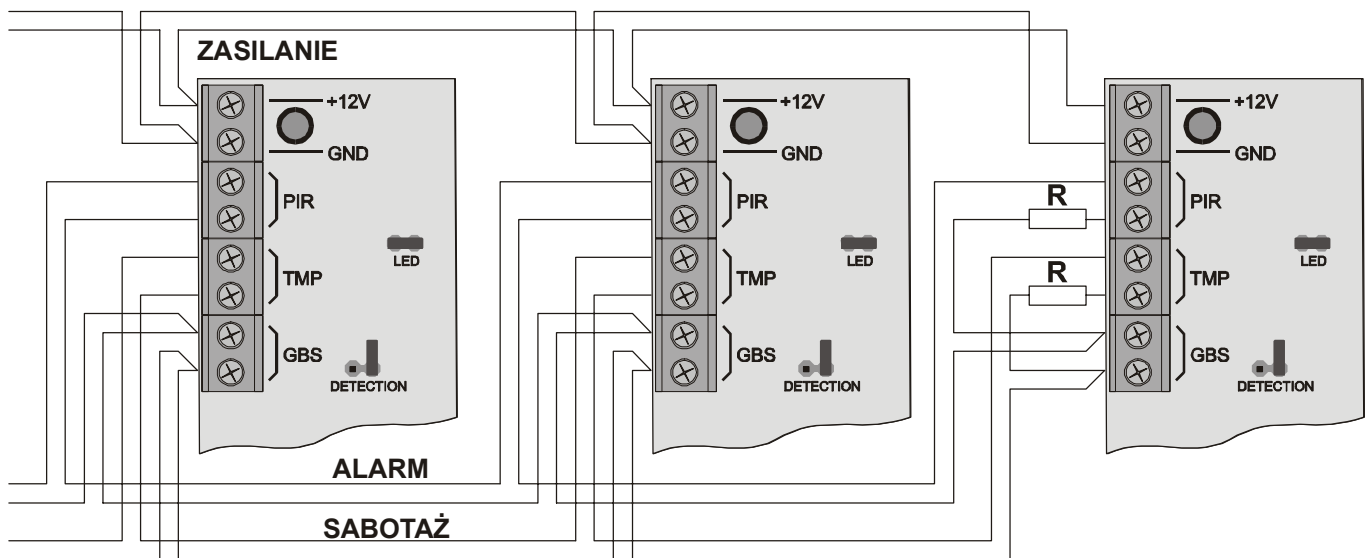 ZASILANIE
+12V
GND
PIR
TMP
GBS
LED
DETECTION
+12V
GND
PIR
TMP
GBS
LED
DETECTION
+12V
GND
R
PIR
R
TMP
GBS
LED
DETECTION
ALARM
SABOTAŻ